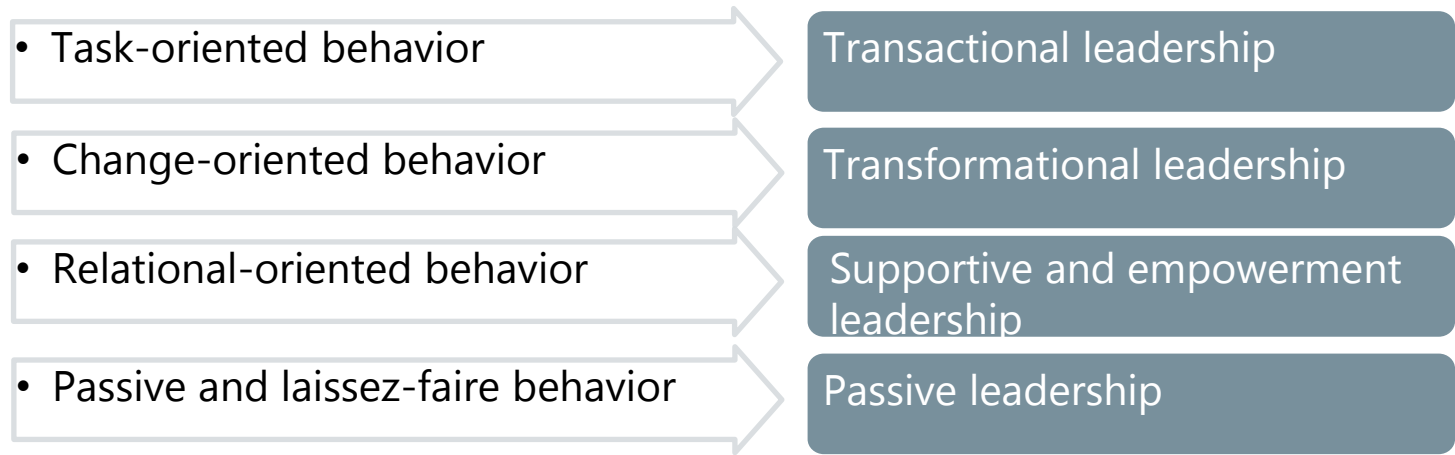 • Task-oriented behavior
Transactional leadership
• Change-oriented behavior
Transformational leadership
• Relational-oriented behavior
Supportive and empowerment
leadership
• Passive and laissez-faire behavior
Passive leadership